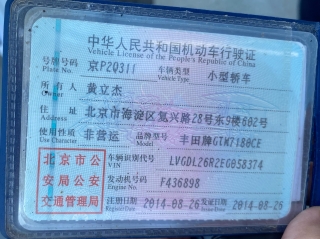 中华人民共和国机动车行驶证
Vehicle License of the People's Republic of China
号牌号码 京P2Q311 车辆类型 小型轿车
Plate No. Vehicle Type
所有人 黄立杰
Owner
住址 北京市海淀区复兴路28号东9楼602号
Address
使用性质 非营运 品牌型号 丰田牌GTM7180CE
Use Character Model
北京市公 车辆识别代号 LVGDL26R2EG058374
VIN
安局公安 发动机号码 F436898
Engine No.
交通管理局 注册日期 2014-08-26 发证日期 2014-08-26
Register Date Issue Date